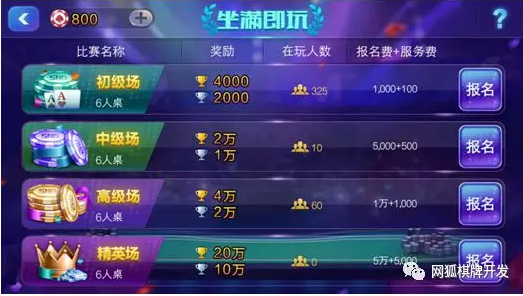 800
坐满即玩
?
比赛名称 奖励 在玩人数 报名费+服务费
初级场
6人桌
4000
2000
325
1,000+100
报名
中级场
6人桌
2万
1万
10
5,000+500
报名
高级场
6人桌
4万
2万
60
1万+1,000
报名
精英场
6人桌
20万
10万
0
5万+5,000
报名
网狐棋牌开发